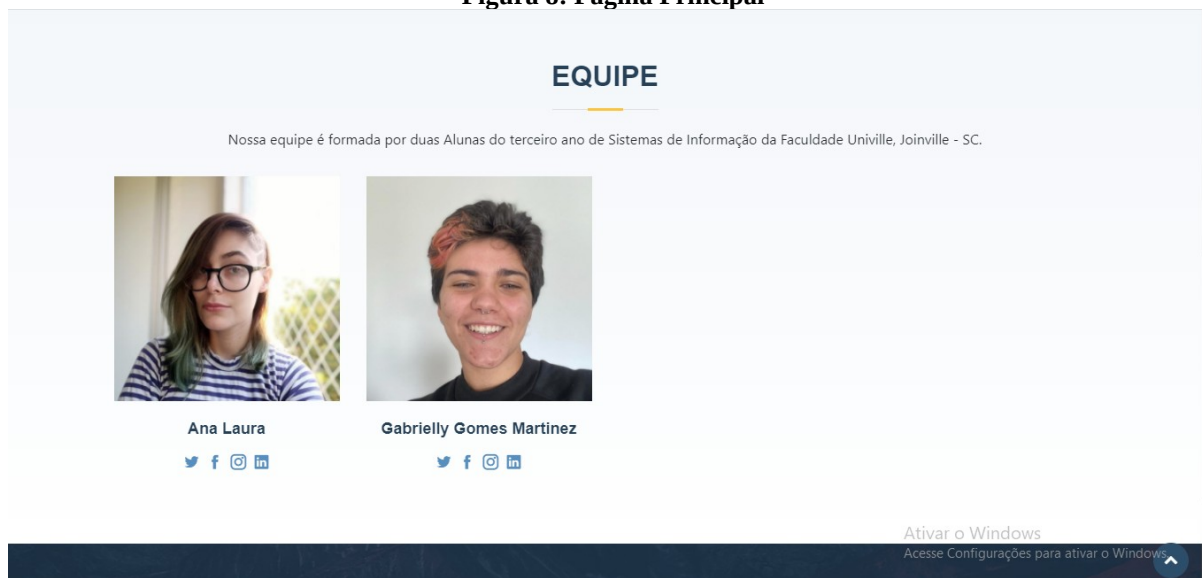 Figura 8: Página Principal
EQUIPE
Nossa equipe é formada por duas Alunas do terceiro ano de Sistemas de Informação da Faculdade Univille, Joinville - SC.
Ana Laura
Gabrielly Gomes Martinez
Ativar o Windows
Acesse Configurações para ativar o Windows.